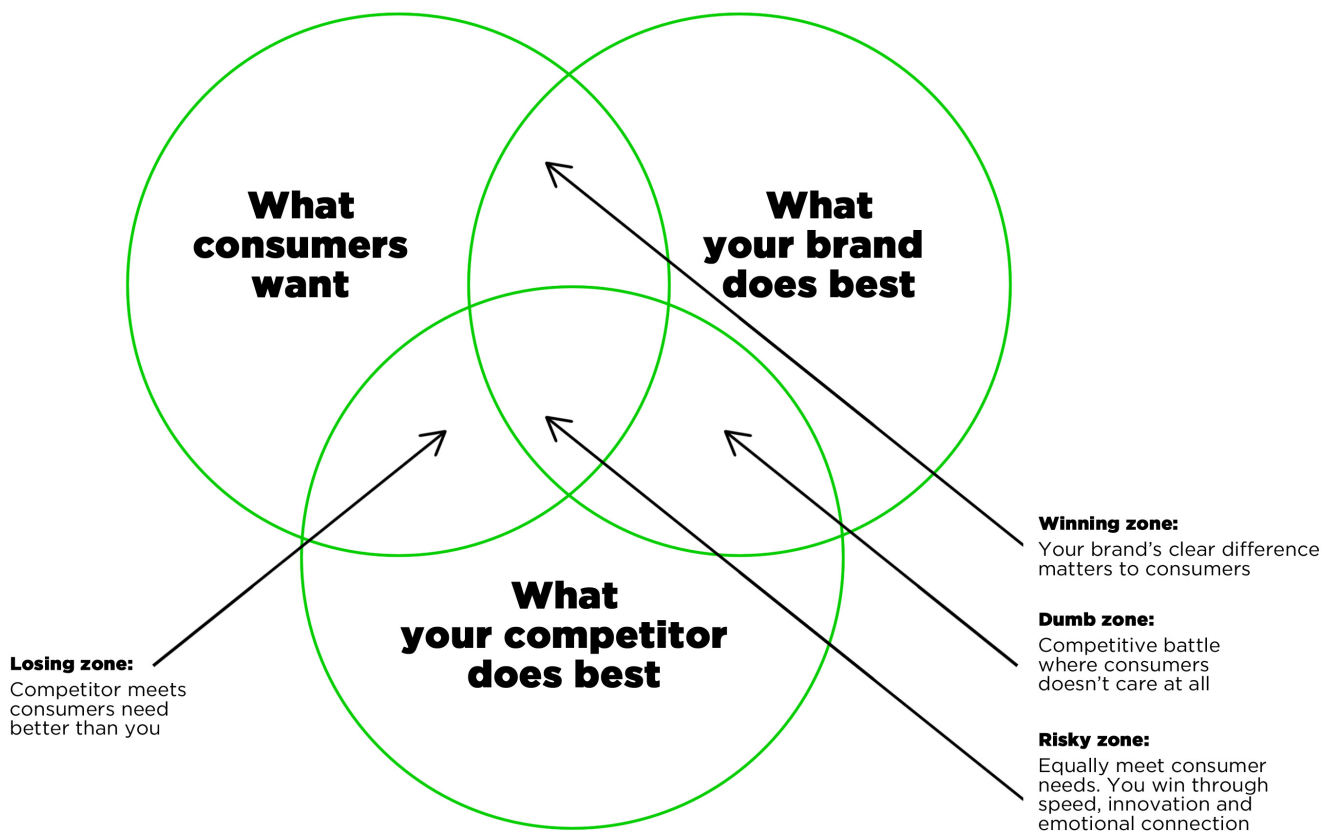 What
consumers
want
What
your brand
does best
What
your competitor
does best
Losing zone:
Competitor meets
consumers need
better than you
Winning zone:
Your brand’s clear difference
matters to consumers
Dumb zone:
Competitive battle
where consumers
doesn’t care at all
Risky zone:
Equally meet consumer
needs. You win through
speed, innovation and
emotional connection